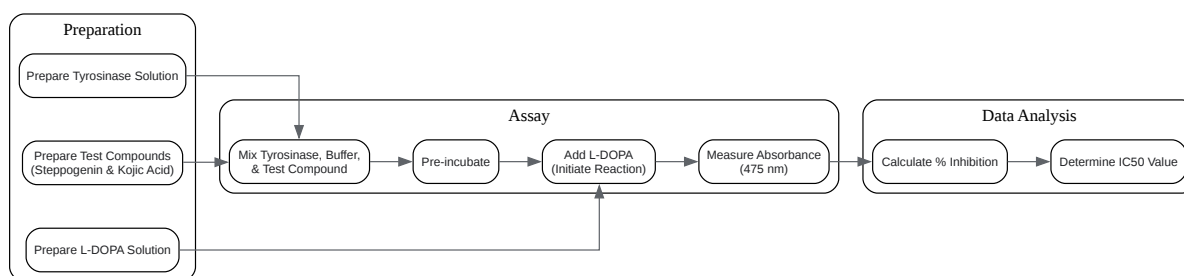 Preparation
Prepare Tyrosinase Solution
Prepare Test Compounds
(Steppogenin & Kojic Acid)
Prepare L-DOPA Solution
Assay
Mix Tyrosinase, Buffer,
& Test Compound
Pre-incubate
Add L-DOPA
(Initiate Reaction)
Measure Absorbance
(475 nm)
Data Analysis
Calculate % Inhibition
Determine IC50 Value